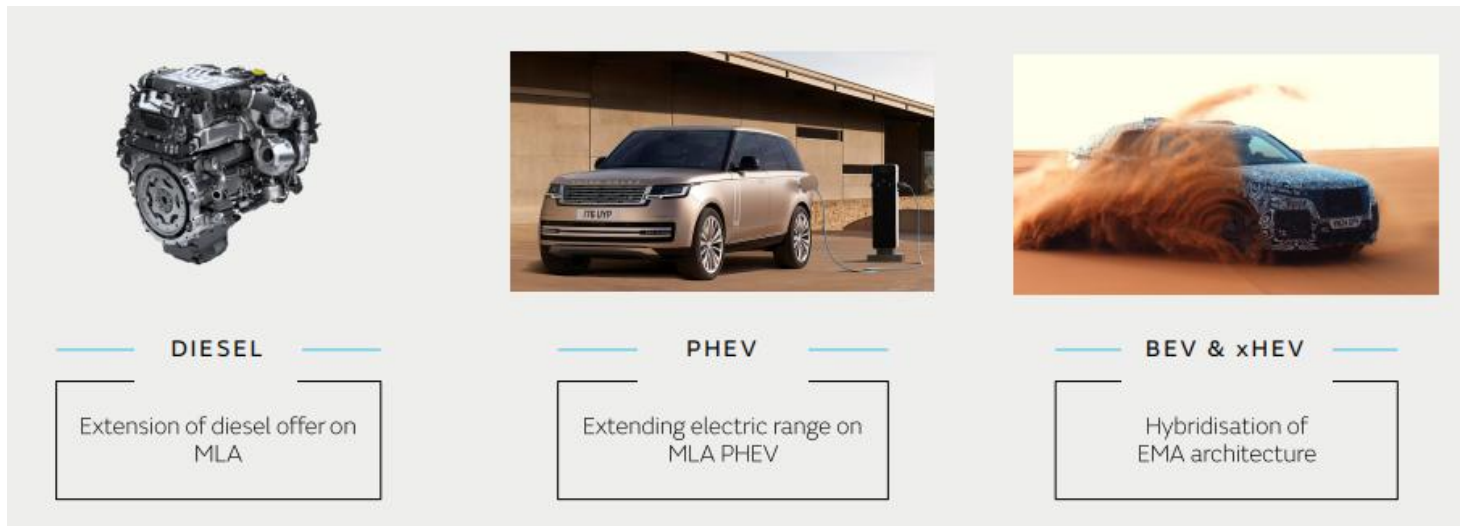 DIESEL
Extension of diesel offer on
MLA
PHEV
Extending electric range on
MLA PHEV
BEV & xHEV
Hybridisation of
EMA architecture